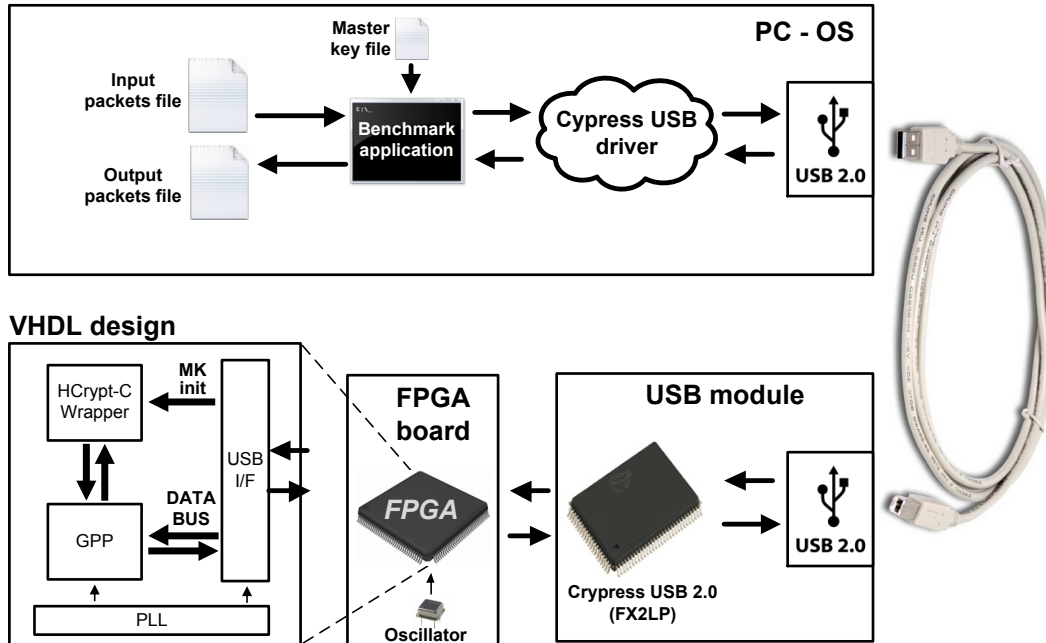 PC - OS
Master
key file
Input
packets file
Output
packets file
C:\_
Benchmark
application
Cypress USB
driver
USB 2.0
VHDL design
HCrypt-C
Wrapper
MK
init
USB
I/F
DATA
BUS
GPP
PLL
FPGA
board
FPGA
Oscillator
USB module
Crypress USB 2.0
(FX2LP)
USB 2.0